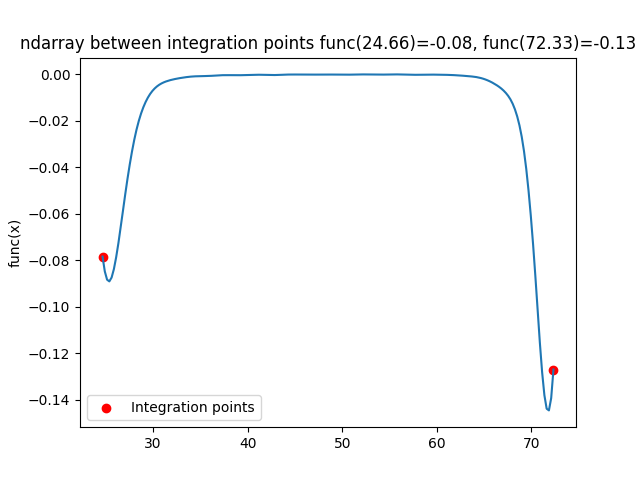 ndarray between integration points func(24.66)=-0.08, func(72.33)=-0.13
0.00
−0.02
−0.04
−0.06
−0.08
−0.10
−0.12
−0.14
func(x)
Integration points
30 40 50 60 70